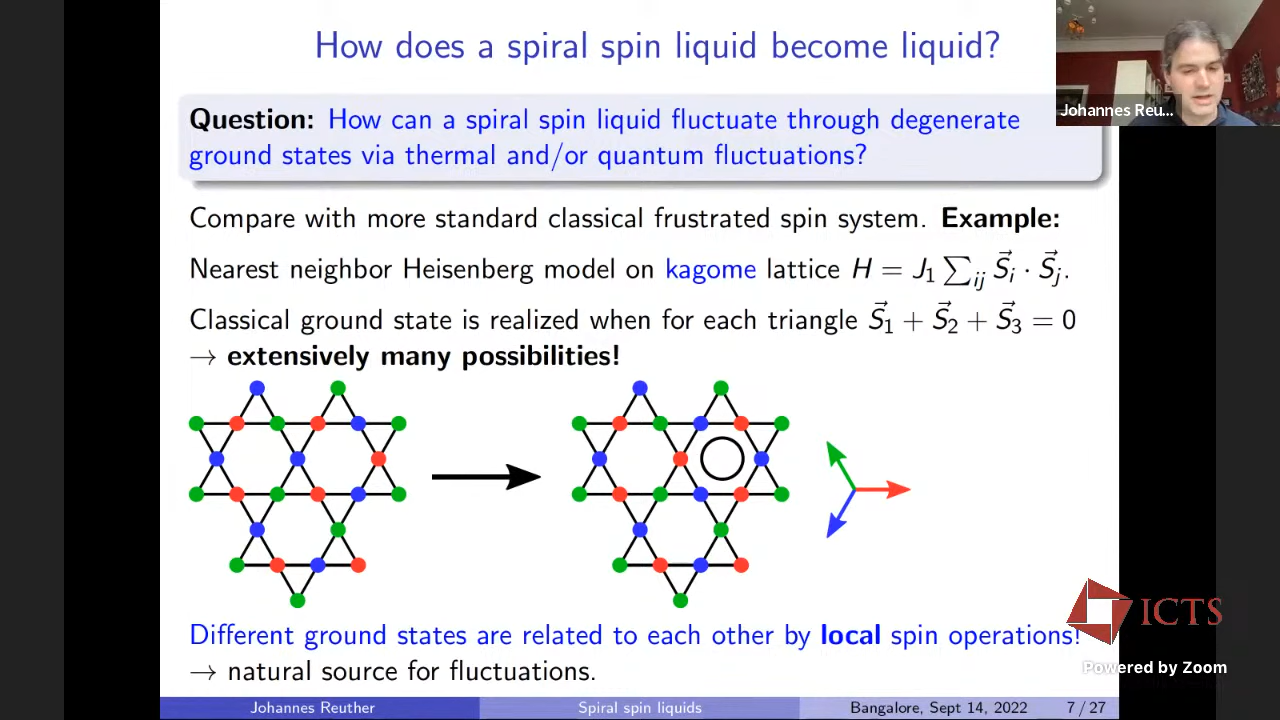 How does a spiral spin liquid become liquid?
Johannes Reu...
Question: How can a spiral spin liquid fluctuate through degenerate
ground states via thermal and/or quantum fluctuations?
Compare with more standard classical frustrated spin system. Example:
Nearest neighbor Heisenberg model on kagome lattice H = J₁ ∑ᵢⱼ S⃗ᵢ · S⃗ⱼ.
Classical ground state is realized when for each triangle S⃗₁ + S⃗₂ + S⃗₃ = 0
→ extensively many possibilities!
ICTS
Different ground states are related to each other by local spin operations!
→ natural source for fluctuations.
Powered by Zoom
Johannes Reuther Spiral spin liquids Bangalore, Sept 14, 2022 7 / 27